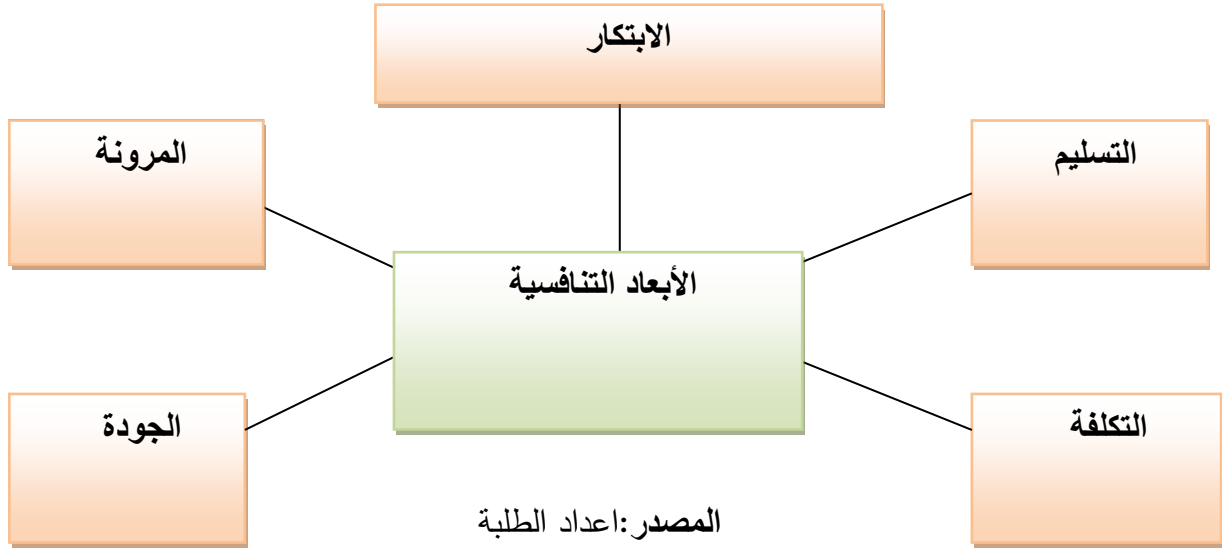 الابتكار
التسليم
المرونة
الأبعاد التنافسية
التكلفة
الجودة
المصدر:اعداد الطلبة